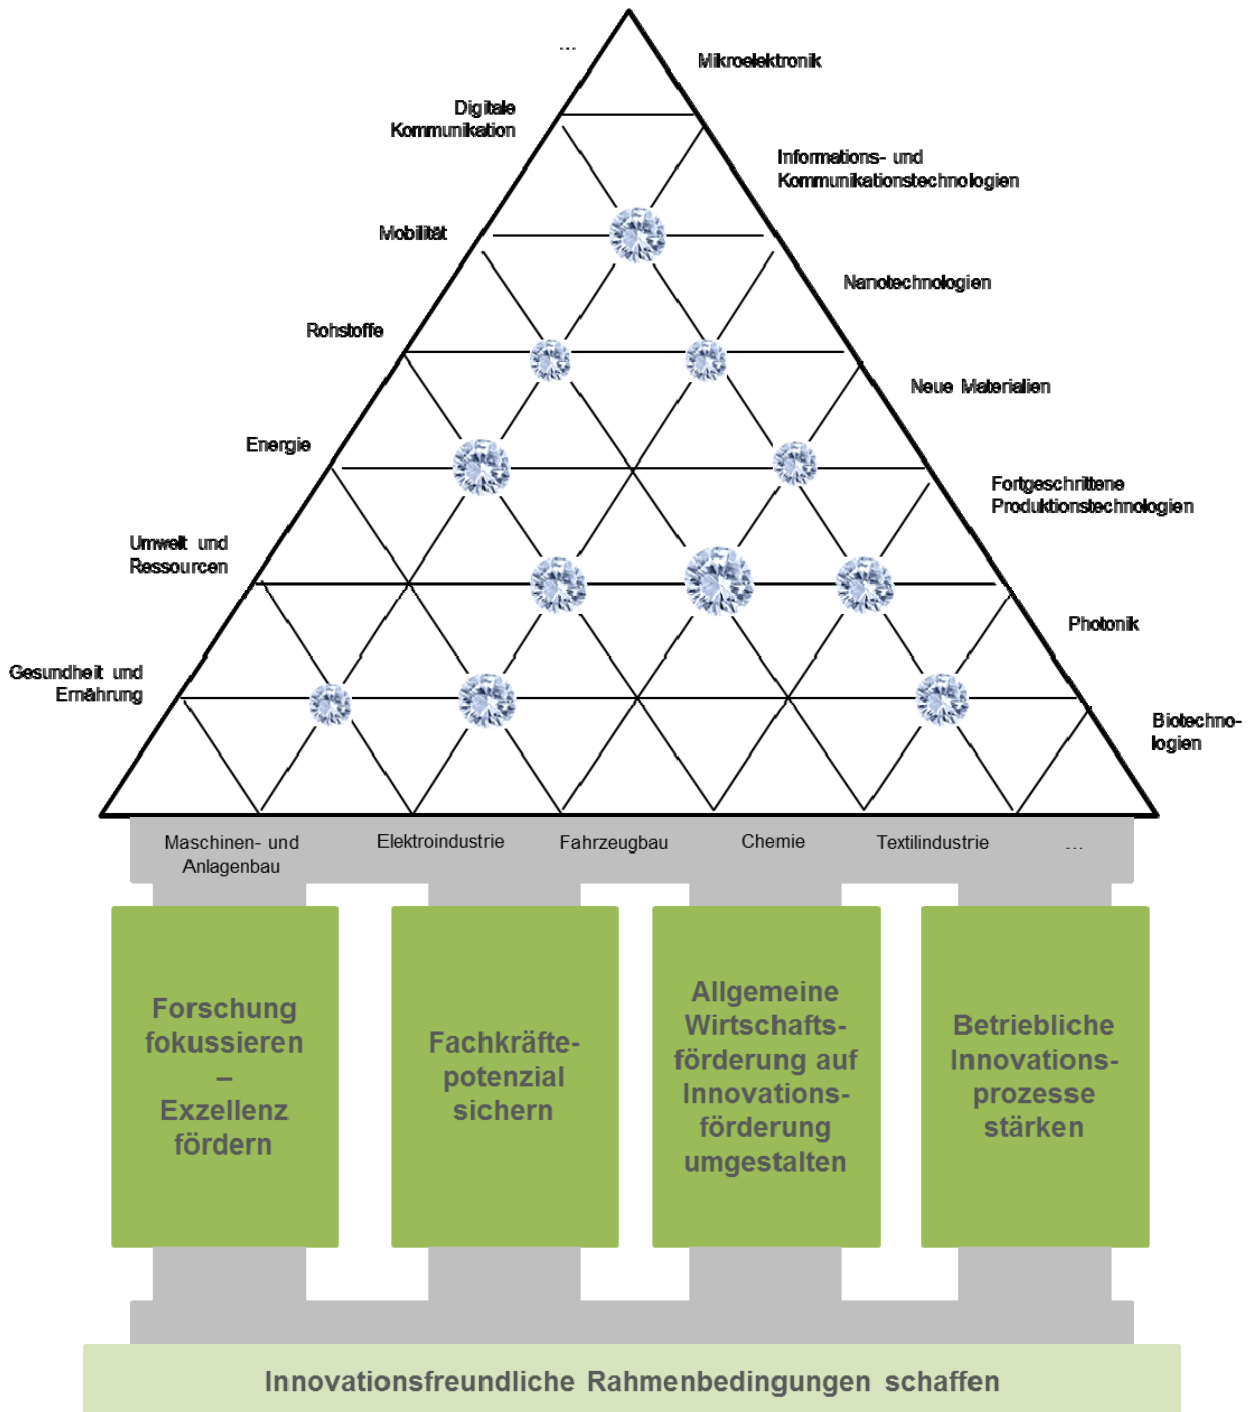 ...
Mikroelektronik
Digitale
Kommunikation
Informations- und
Kommunikationstechnologien
Mobilität
Nanotechnologien
Rohstoffe
Neue Materialien
Energie
Fortgeschrittene
Produktionstechnologien
Umwelt und
Ressourcen
Photonik
Gesundheit und
Ernährung
Biotechno-
logien
Maschinen- und
Anlagenbau
Elektroindustrie
Fahrzeugbau
Chemie
Textilindustrie
...
Forschung
fokussieren
–
Exzellenz
fördern
Fachkräfte-
potenzial
sichern
Allgemeine
Wirtschafts-
förderung auf
Innovations-
förderung
umgestalten
Betriebliche
Innovations-
prozesse
stärken
Innovationsfreundliche Rahmenbedingungen schaffen